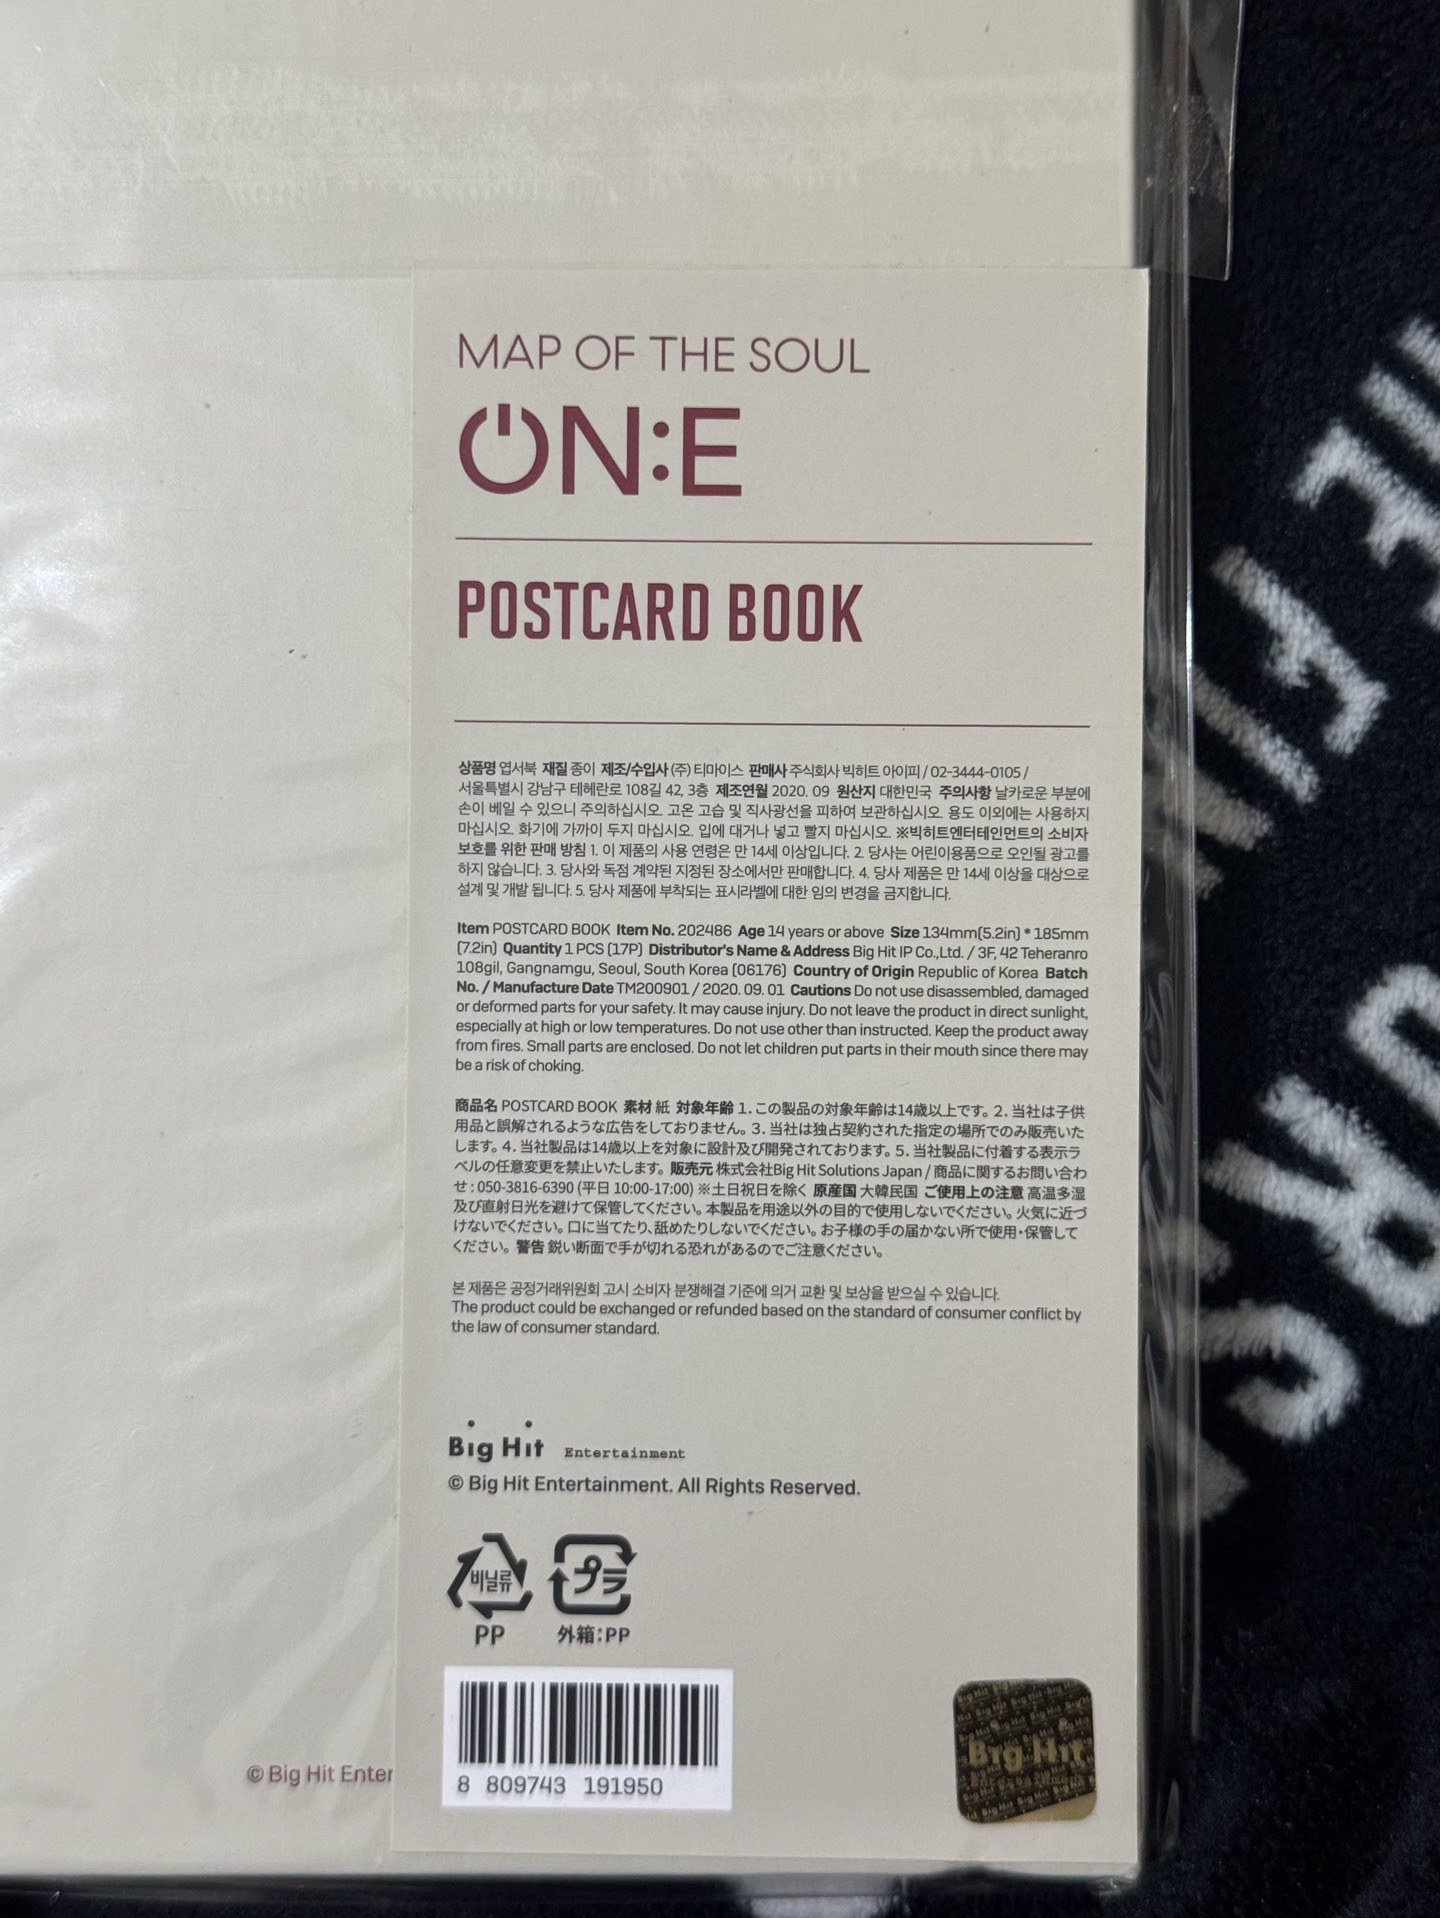 MAP OF THE SOUL
ON:E
POSTCARD BOOK
상품명 엽서북 재질 종이 제조/수입사 (주) 티마이스 판매사 주식회사 빅히트 아이피 / 02-3444-0105 /
서울특별시 강남구 테헤란로 108길 42, 3층 제조연월 2020. 09 원산지 대한민국 주의사항 날카로운 부분에
손이 베일 수 있으니 주의하십시오. 고온 고습 및 직사광선을 피하여 보관하십시오. 용도 이외에는 사용하지
마십시오. 화기에 가까이 두지 마십시오. 입에 대거나 넣고 빨지 마십시오. ※빅히트엔터테인먼트의 소비자
보호를 위한 판매 방침 1. 이 제품의 사용 연령은 만 14세 이상입니다. 2. 당사는 어린이용품으로 오인될 광고를
하지 않습니다. 3. 당사와 독점 계약된 지정된 장소에서만 판매합니다. 4. 당사 제품은 만 14세 이상을 대상으로
설계 및 개발 됩니다. 5. 당사 제품에 부착되는 표시라벨에 대한 임의 변경을 금지합니다.
Item POSTCARD BOOK Item No. 202486 Age 14 years or above Size 134mm(5.2in) * 185mm
(7.2in) Quantity 1 PCS (17P) Distributor's Name & Address Big Hit IP Co.,Ltd. / 3F, 42 Teheranro
108gil, Gangnamgu, Seoul, South Korea (06176) Country of Origin Republic of Korea Batch
No. / Manufacture Date TM200901 / 2020. 09. 01 Cautions Do not use disassembled, damaged
or deformed parts for your safety. It may cause injury. Do not leave the product in direct sunlight,
especially at high or low temperatures. Do not use other than instructed. Keep the product away
from fires. Small parts are enclosed. Do not let children put parts in their mouth since there may
be a risk of choking.
商品名 POSTCARD BOOK 素材 紙 対象年齢 1. この製品の対象年齢は14歳以上です。2. 当社は子供
用品と誤解されるような広告をしておりません。3. 当社は独占契約された指定の場所でのみ販売いた
します。4. 当社製品は14歳以上を対象に設計及び開発されております。5. 当社製品に付着する表示ラ
ベルの任意変更を禁止いたします。販売元 株式会社Big Hit Solutions Japan / 商品に関するお問い合わ
せ : 050-3816-6390 (平日 10:00-17:00) ※土日祝日を除く 原産国 大韓民国 ご使用上の注意 高温多湿
及び直射日光を避けて保管してください。本製品を用途以外の目的で使用しないでください。火気に近づ
けないでください。口に当てたり、舐めたりしないでください。お子様の手の届かない所で使用・保管して
ください。警告 鋭い断面で手が切れる恐れがあるのでご注意ください。
본 제품은 공정거래위원회 고시 소비자 분쟁해결 기준에 의거 교환 및 보상을 받으실 수 있습니다.
The product could be exchanged or refunded based on the standard of consumer conflict by
the law of consumer standard.
Big Hit Entertainment
© Big Hit Entertainment. All Rights Reserved.
비닐류 プラ
PP 外箱:PP
8 809743 191950
Big Hit
Entertainment
© Big Hit Enter